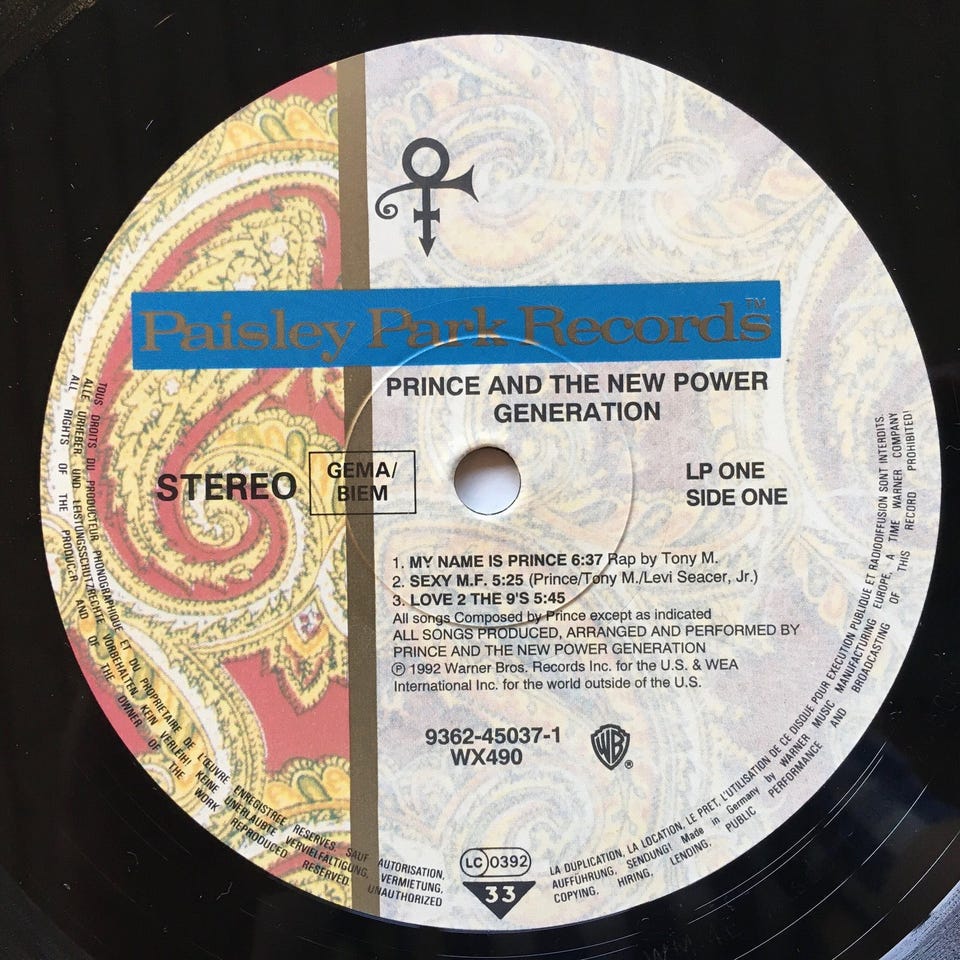 Paisley Park Records™
PRINCE AND THE NEW POWER
GENERATION
STEREO
GEMA/
BIEM
LP ONE
SIDE ONE
1. MY NAME IS PRINCE 6:37 Rap by Tony M.
2. SEXY M.F. 5:25 (Prince/Tony M./Levi Seacer, Jr.)
3. LOVE 2 THE 9'S 5:45
All songs Composed by Prince except as indicated
ALL SONGS PRODUCED, ARRANGED AND PERFORMED BY
PRINCE AND THE NEW POWER GENERATION
℗ 1992 Warner Bros. Records Inc. for the U.S. & WEA
International Inc. for the world outside of the U.S.
9362-45037-1
WX490
WB®
LC 0392
33
TOUS DROITS DU PRODUCTEUR PHONOGRAPHIQUE ET DU PROPRIETAIRE DE L'ŒUVRE ENREGISTREE RESERVES SAUF AUTORISATION, LA DUPLICATION, LA LOCATION, LE PRET, L'UTILISATION DE CE DISQUE POUR EXECUTION PUBLIQUE ET RADIODIFFUSION SONT INTERDITS.
ALLE URHEBER UND LEISTUNGSSCHUTZRECHTE VORBEHALTEN KEIN VERLEIH! KEINE UNERLAUBTE VERVIELFÄLTIGUNG, VERMIETUNG, AUFFÜHRUNG, SENDUNG! Made in Germany by WARNER MUSIC MANUFACTURING EUROPE, A TIME WARNER COMPANY
ALL RIGHTS OF THE PRODUCER AND OF THE OWNER OF THE WORK REPRODUCED RESERVED. UNAUTHORIZED COPYING, HIRING, LENDING, PUBLIC PERFORMANCE AND BROADCASTING OF THIS RECORD PROHIBITED!